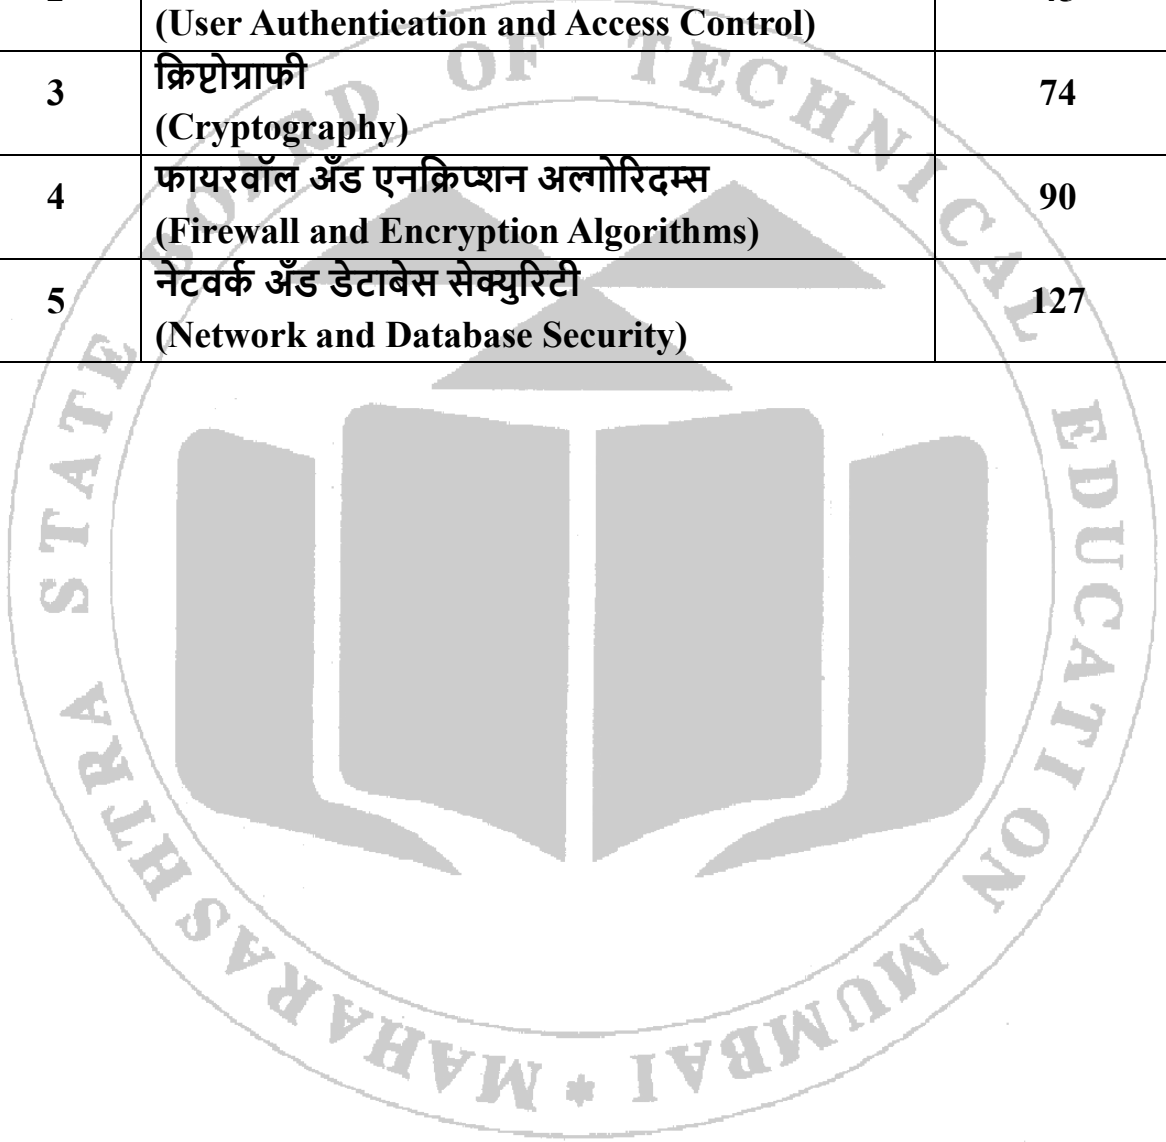 (User Authentication and Access Control)
3 क्रिप्टोग्राफी 74
(Cryptography)
4 फायरवॉल अँड एनक्रिप्शन अल्गोरिदम्स 90
(Firewall and Encryption Algorithms)
5 नेटवर्क अँड डेटाबेस सेक्युरिटी 127
(Network and Database Security)
MAHARASHTRA STATE BOARD OF TECHNICAL EDUCATION MUMBAI *